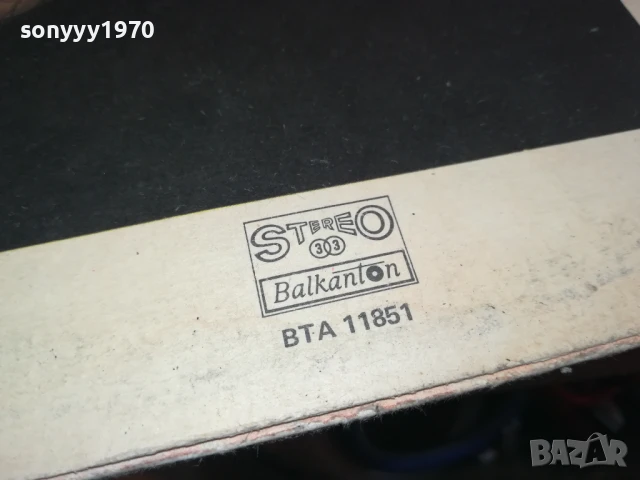 sonyyy1970
STEREO
33
Balkanton
BTA 11851
BAZAR